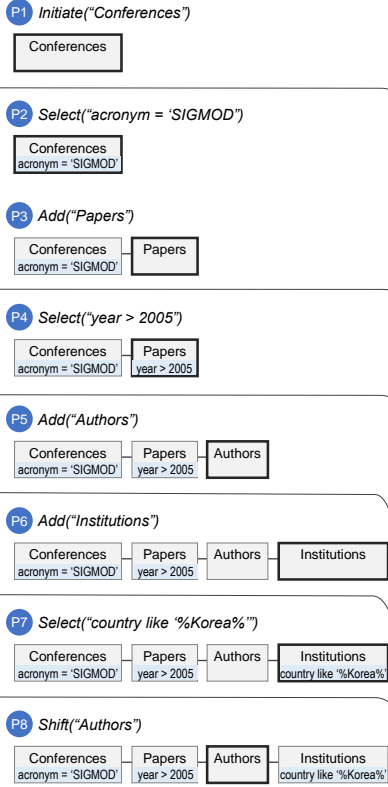 P1 Initiate("Conferences")
Conferences
P2 Select("acronym = 'SIGMOD")
Conferences
acronym = 'SIGMOD'
P3 Add("Papers")
Conferences Papers
acronym = 'SIGMOD'
P4 Select("year > 2005")
Conferences Papers
acronym = 'SIGMOD' year > 2005
P5 Add("Authors")
Conferences Papers Authors
acronym = 'SIGMOD' year > 2005
P6 Add("Institutions")
Conferences Papers Authors Institutions
acronym = 'SIGMOD' year > 2005
P7 Select("country like '%Korea%'")
Conferences Papers Authors Institutions
acronym = 'SIGMOD' year > 2005 country like '%Korea%'
P8 Shift("Authors")
Conferences Papers Authors Institutions
acronym = 'SIGMOD' year > 2005 country like '%Korea%'